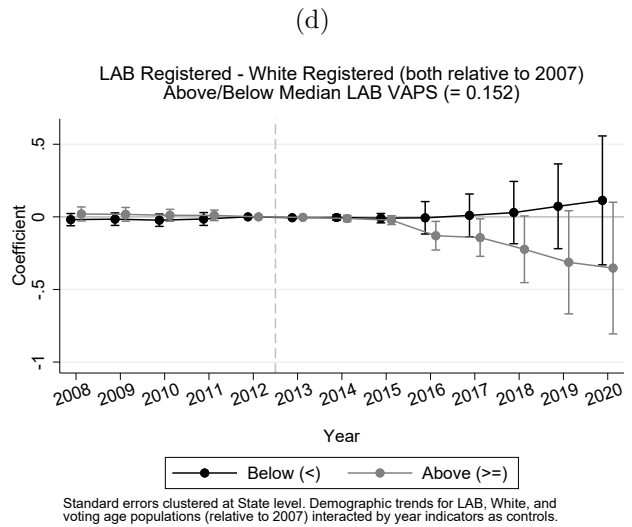 (d)
LAB Registered - White Registered (both relative to 2007)
Above/Below Median LAB VAPS (= 0.152)
Coefficient
.5
0
-.5
-1
2008 2009 2010 2011 2012 2013 2014 2015 2016 2017 2018 2019 2020
Year
Below (<) Above (>=)
Standard errors clustered at State level. Demographic trends for LAB, White, and
voting age populations (relative to 2007) interacted by year indicators as controls.